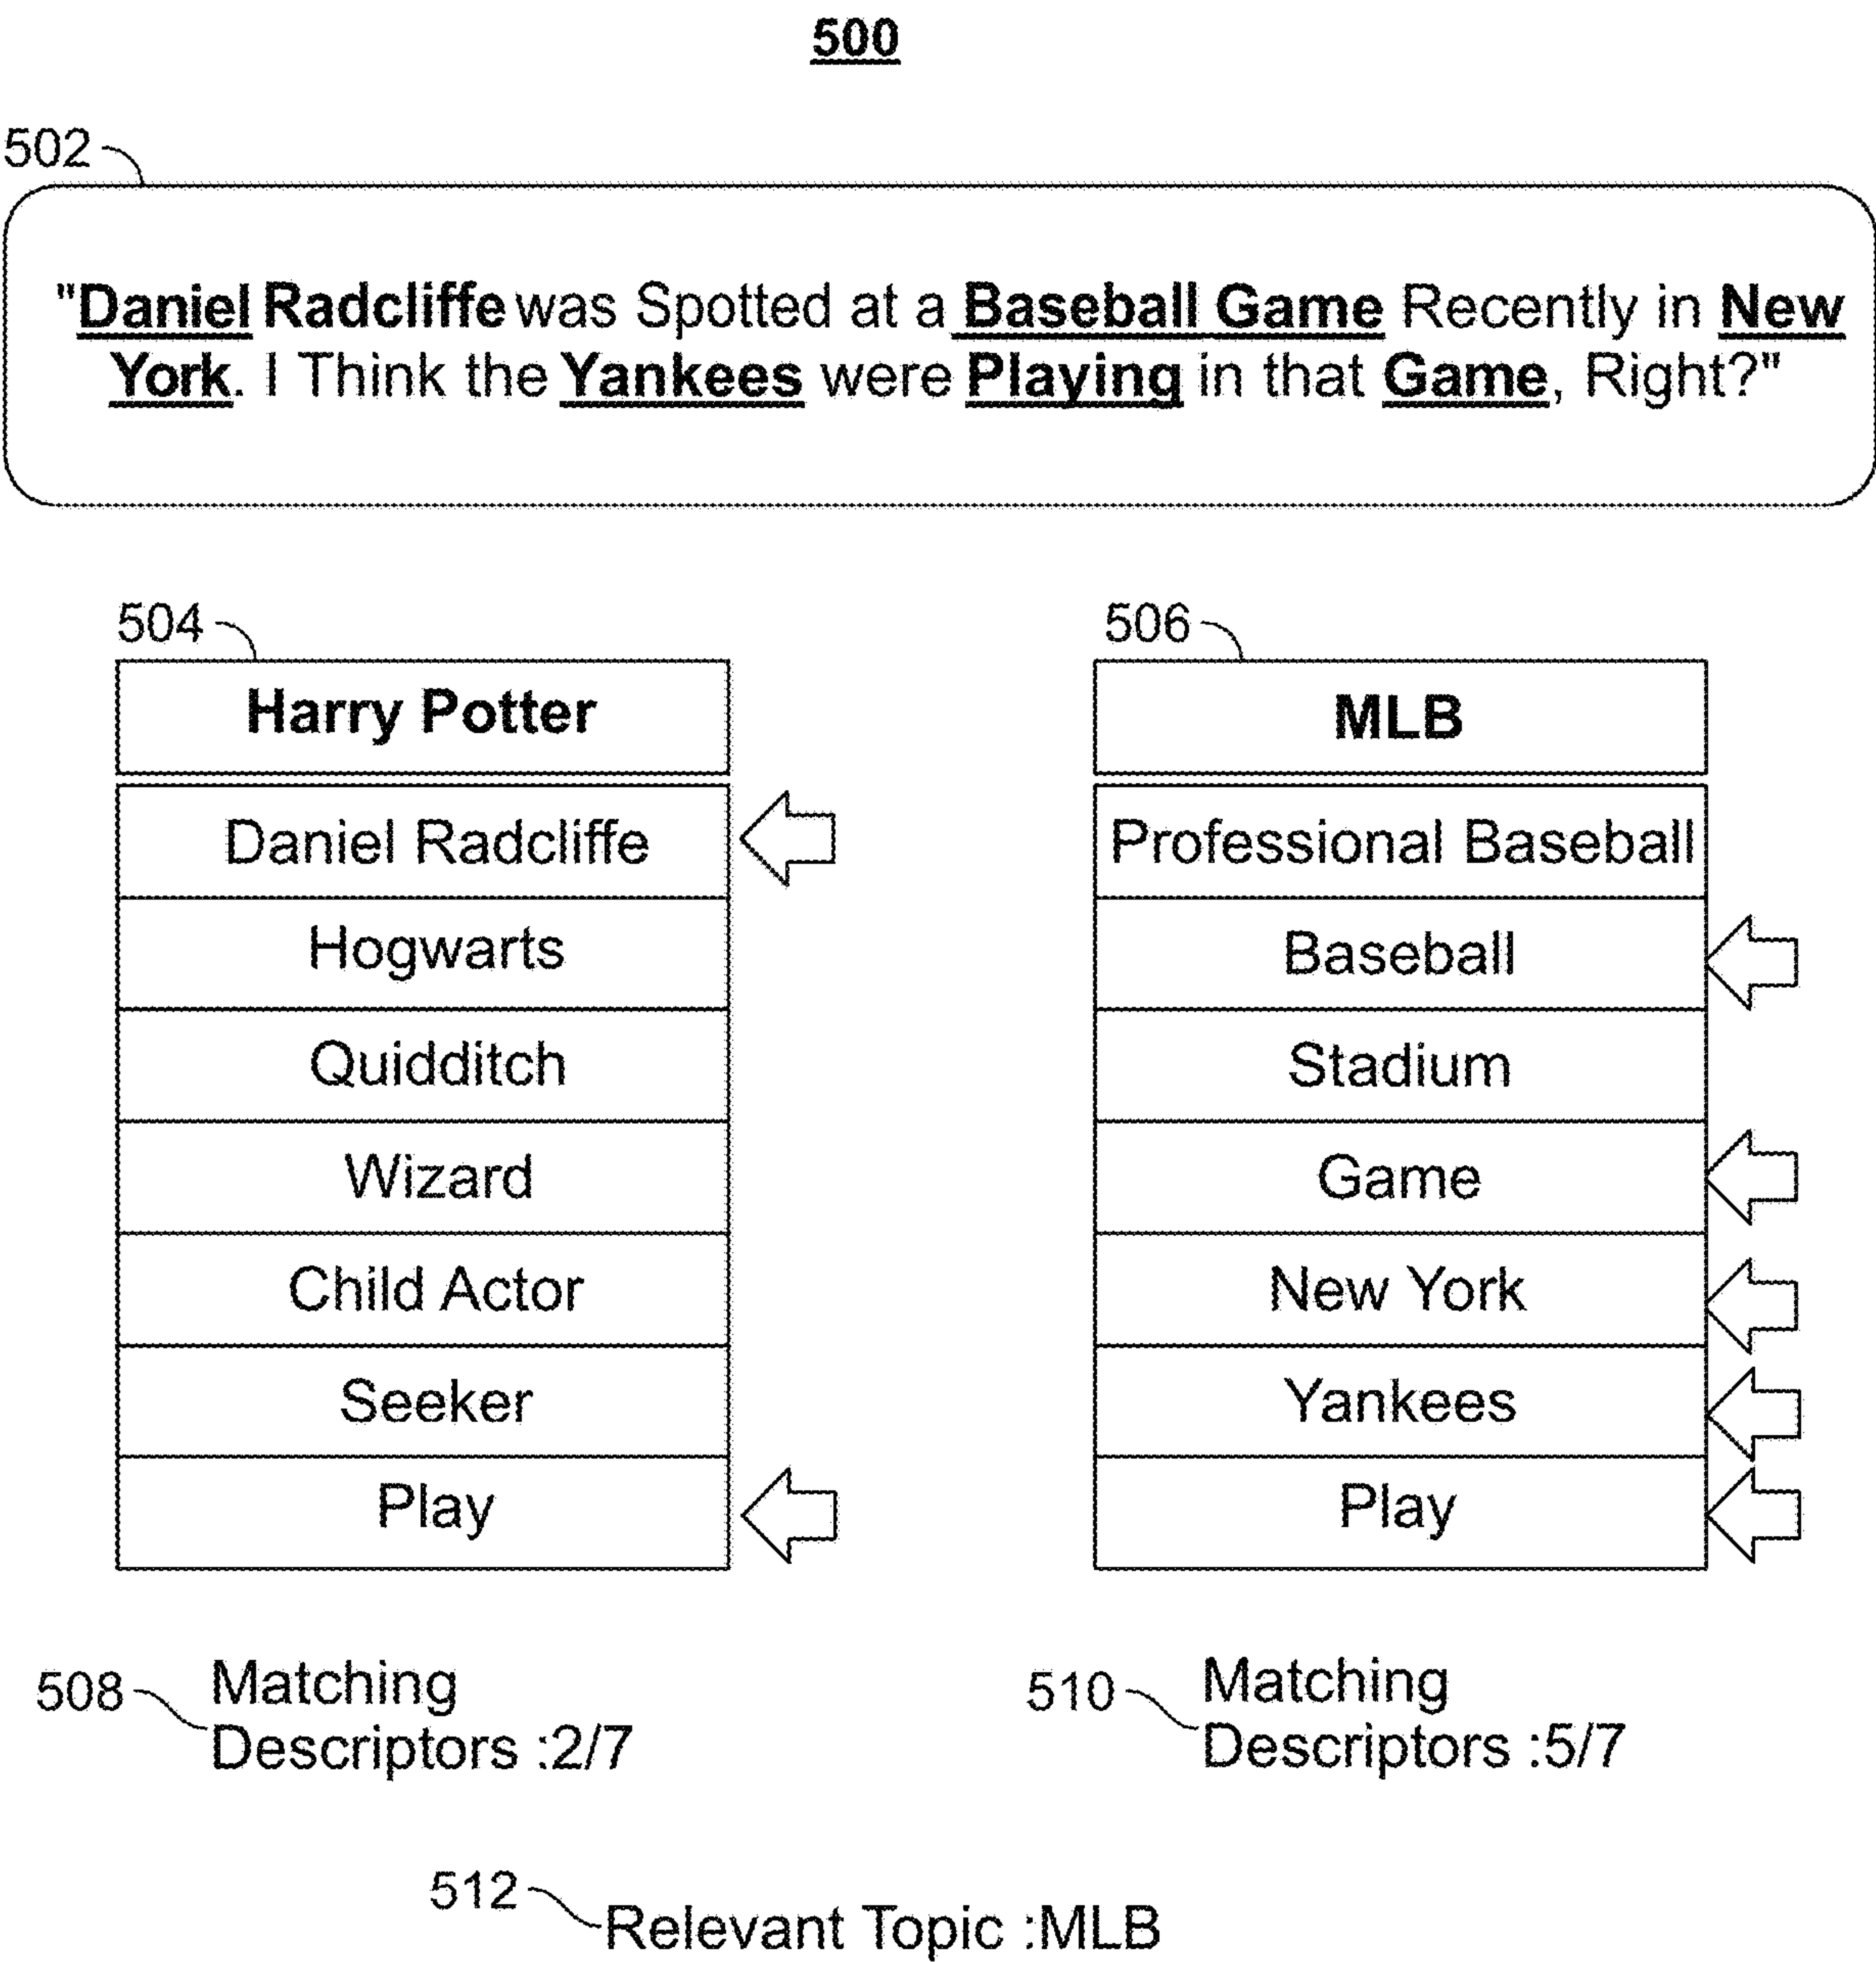 500
502
"Daniel Radcliffe was Spotted at a Baseball Game Recently in New
York. I Think the Yankees were Playing in that Game, Right?"
504
Harry Potter
Daniel Radcliffe
Hogwarts
Quidditch
Wizard
Child Actor
Seeker
Play
506
MLB
Professional Baseball
Baseball
Stadium
Game
New York
Yankees
Play
508
Matching
Descriptors :2/7
510
Matching
Descriptors :5/7
512
Relevant Topic :MLB